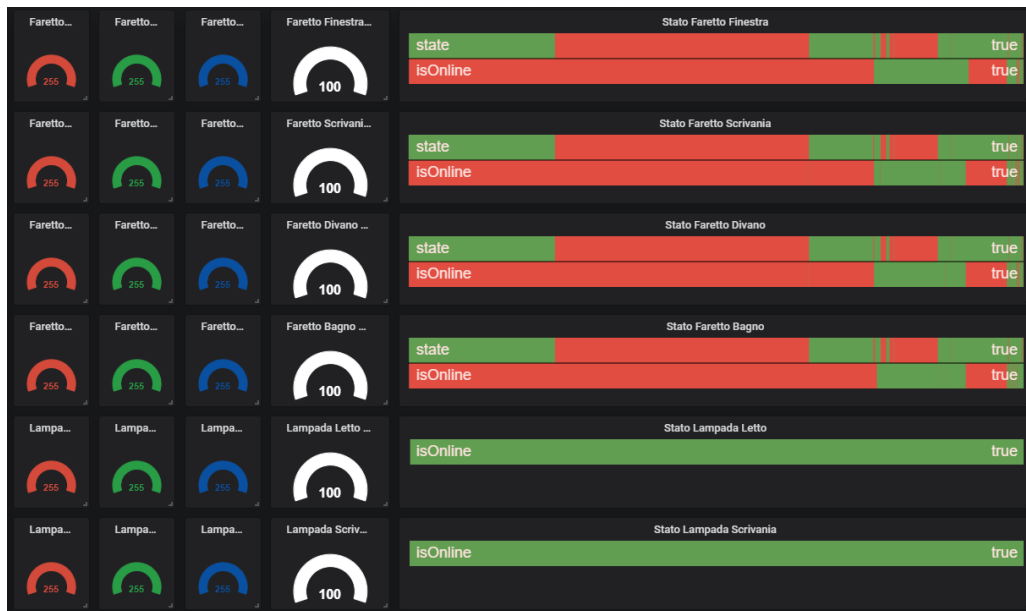 Faretto... Faretto... Faretto... Faretto Finestra... Stato Faretto Finestra
state true
255 255 255 100 isOnline true
Faretto... Faretto... Faretto... Faretto Scrivani... Stato Faretto Scrivania
state true
255 255 255 100 isOnline true
Faretto... Faretto... Faretto... Faretto Divano ... Stato Faretto Divano
state true
255 255 255 100 isOnline true
Faretto... Faretto... Faretto... Faretto Bagno ... Stato Faretto Bagno
state true
255 255 255 100 isOnline true
Lampa... Lampa... Lampa... Lampada Letto ... Stato Lampada Letto
isOnline true
255 255 255 100
Lampa... Lampa... Lampa... Lampada Scriv... Stato Lampada Scrivania
isOnline true
255 255 255 100